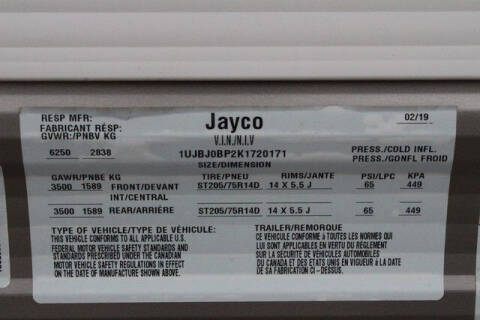 RESP MFR:
FABRICANT RÉSP:
GVWR:/PNBV KG
6250 2838
Jayco
V.I.N./N.I.V
1UJBJ0BP2K1720171
SIZE/DIMENSION
02/19
PRESS./COLD INFL.
PRESS./GONFL FROID
GAWR/PNBE KG TIRE/PNEU RIMS/JANTE PSI/LPC KPA
3500 1589 FRONT/DEVANT ST205/75R14D 14 X 5.5 J 65 449
INT/CENTRAL
3500 1589 REAR/ARRIÉRE ST205/75R14D 14 X 5.5 J 65 449
TYPE OF VEHICLE/TYPE DE VÉHICULE:
THIS VEHICLE CONFORMS TO ALL APPLICABLE U.S.
FEDERAL MOTOR VEHICLE SAFETY STANDARDS AND
STANDARDS PRESCRIBED UNDER THE CANADIAN
MOTOR VEHICLE SAFETY REGULATIONS IN EFFECT
ON THE DATE OF MANUFACTURE SHOWN ABOVE.
TRAILER/REMORQUE
CE VÉHICULE CONFORME À TOUTES LES NORMES QUI
LUI SONT APPLICABLES EN VERTU DU RÈGLEMENT
SUR LA SÉCURITÉ DE VÉHICULES AUTOMOBILES
DU CANADA ET DES ÉTATS UNIS EN VIGUEUR À LA DATE
DE SA FABRICATION CI-DESSUS.